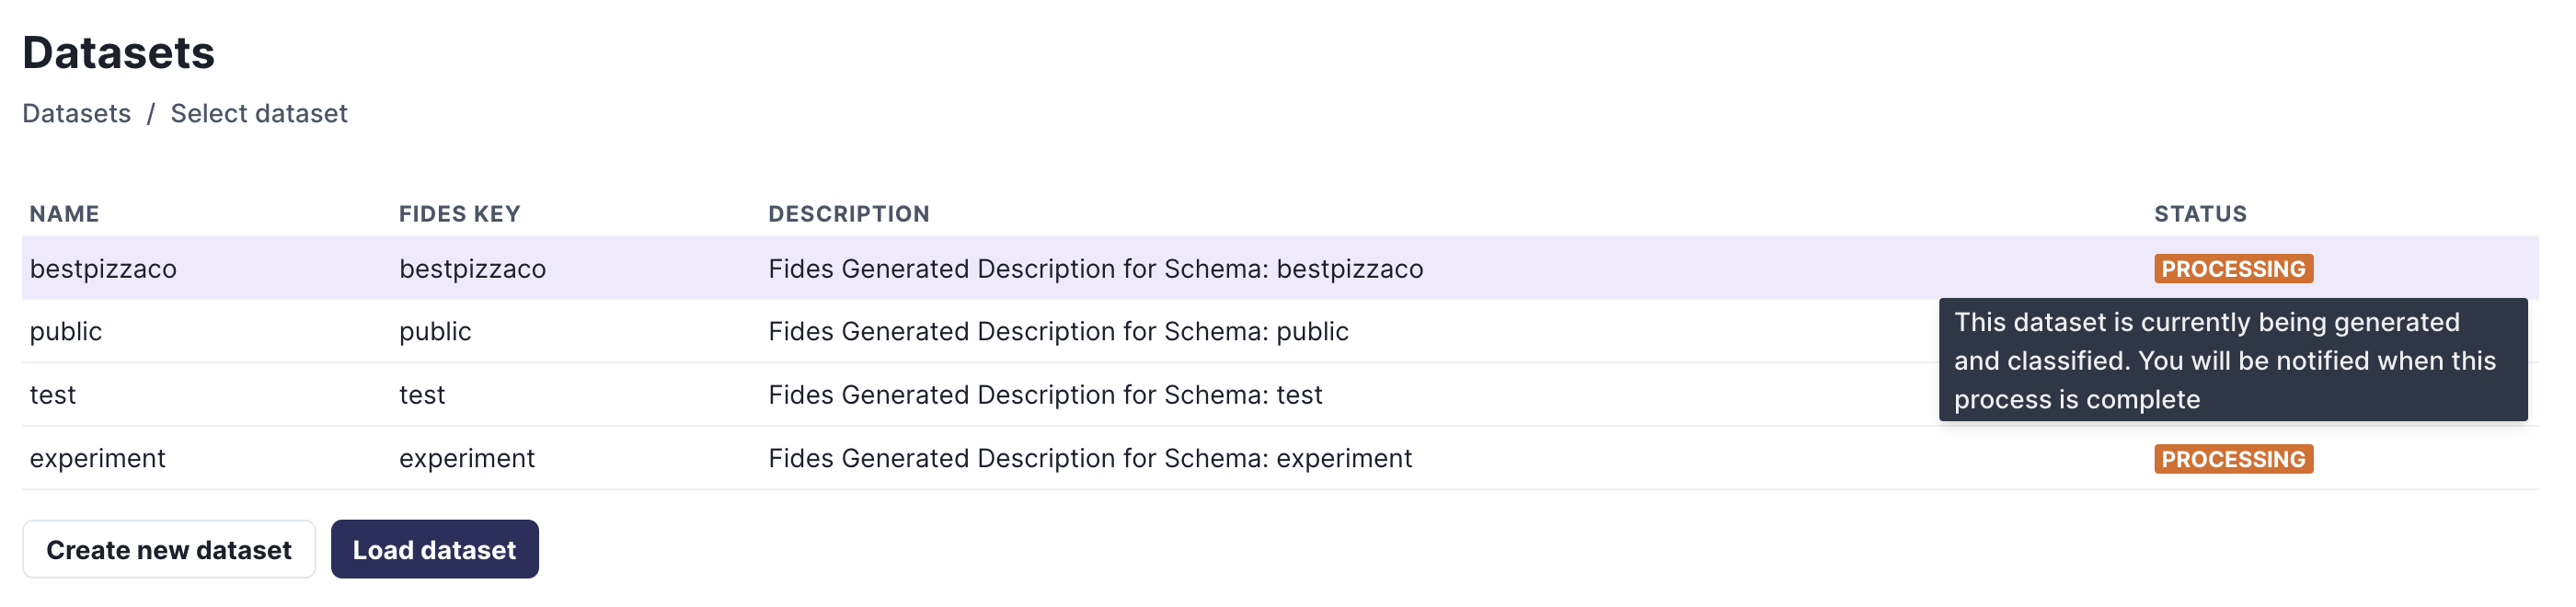 Datasets
Datasets / Select dataset
NAME FIDES KEY DESCRIPTION STATUS
bestpizzaco bestpizzaco Fides Generated Description for Schema: bestpizzaco PROCESSING
public public Fides Generated Description for Schema: public
test test Fides Generated Description for Schema: test
This dataset is currently being generated
and classified. You will be notified when this
process is complete
experiment experiment Fides Generated Description for Schema: experiment PROCESSING
Create new dataset Load dataset